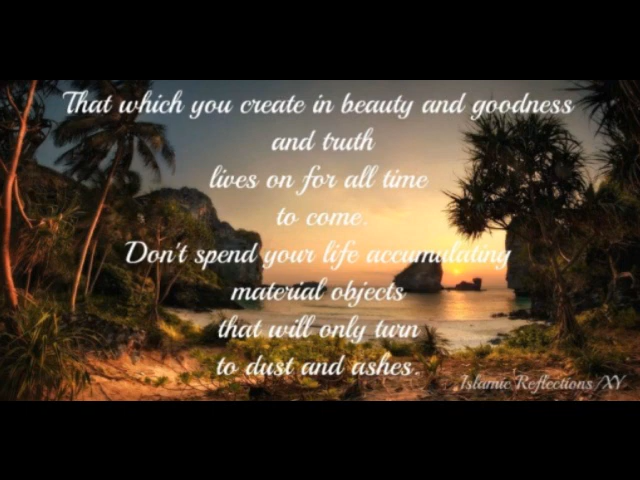 That which you create in beauty and goodness
and truth
lives on for all time
to come.
Don't spend your life accumulating
material objects
that will only turn
to dust and ashes.
Islamic Reflections /XY